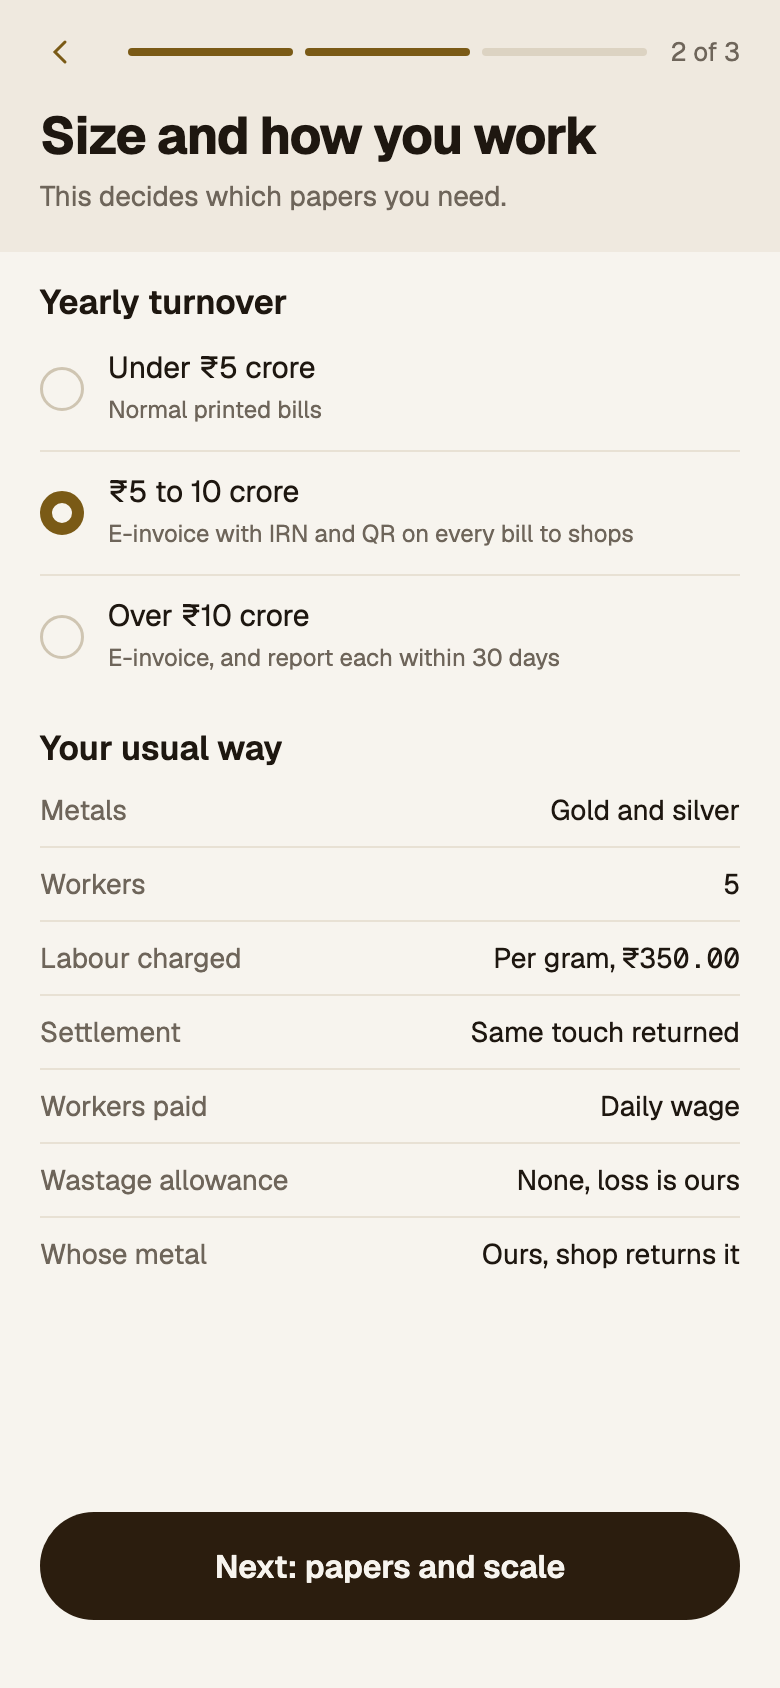 2 of 3
Size and how you work
This decides which papers you need.
Yearly turnover
Under ₹5 crore
Normal printed bills
₹5 to 10 crore
E-invoice with IRN and QR on every bill to shops
Over ₹10 crore
E-invoice, and report each within 30 days
Your usual way
Metals Gold and silver
Workers 5
Labour charged Per gram, ₹350.00
Settlement Same touch returned
Workers paid Daily wage
Wastage allowance None, loss is ours
Whose metal Ours, shop returns it
Next: papers and scale